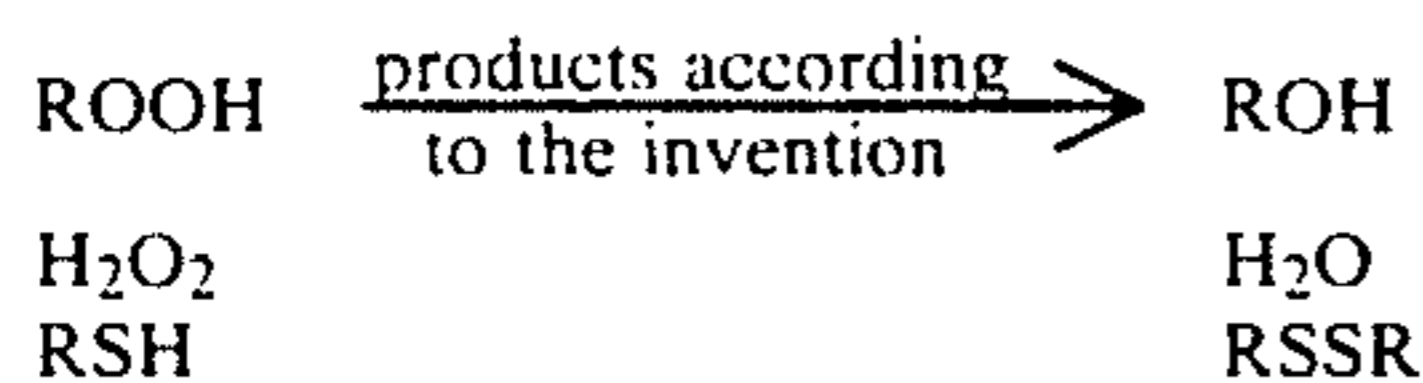 products according
ROOH ROH
to the invention
H₂O₂ H₂O
RSH RSSR